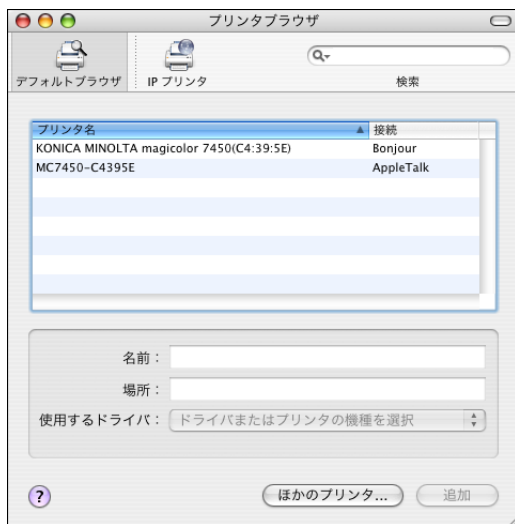 プリンタブラウザ
デフォルトブラウザ
IP プリンタ
検索
プリンタ名 接続
KONICA MINOLTA magicolor 7450(C4:39:5E) Bonjour
MC7450-C4395E AppleTalk
名前：
場所：
使用するドライバ： ドライバまたはプリンタの機種を選択
? ほかのプリンタ... 追加